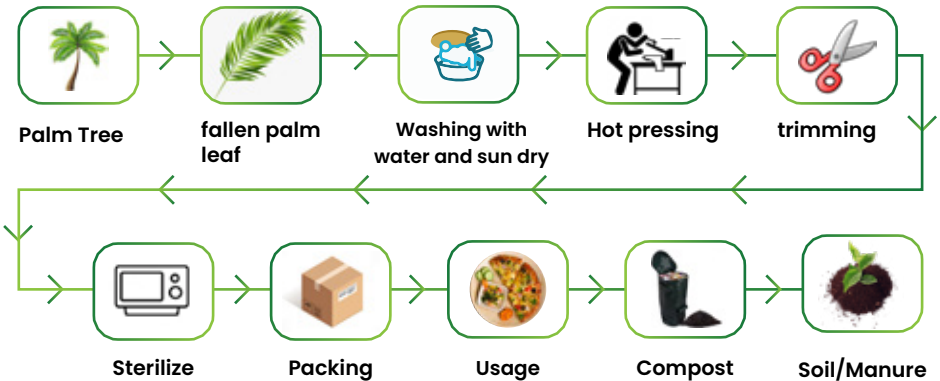 Palm Tree
fallen palm
leaf
Washing with
water and sun dry
Hot pressing
trimming
Sterilize
Packing
Usage
Compost
Soil/Manure